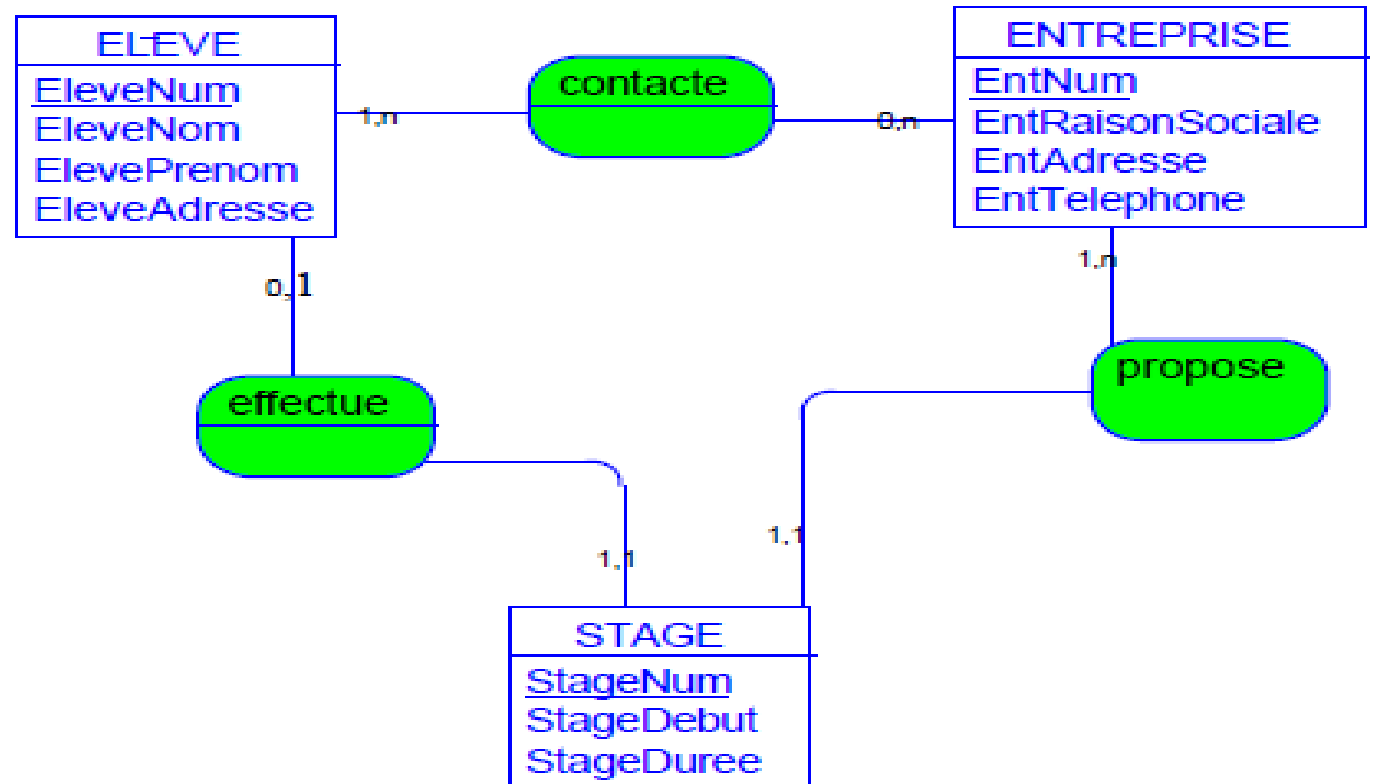 ELEVE
EleveNum
EleveNom
ElevePrenom
EleveAdresse
contacte
1,n
0,n
ENTREPRISE
EntNum
EntRaisonSociale
EntAdresse
EntTelephone
0,1
1,n
effectue
propose
1,1
1,1
STAGE
StageNum
StageDebut
StageDuree